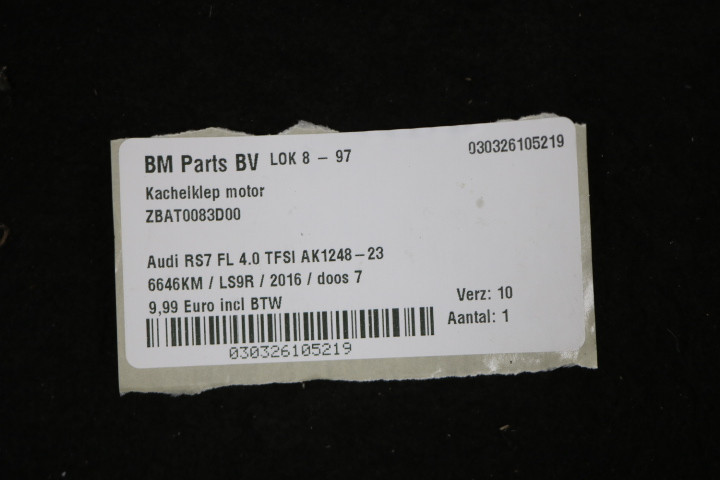 BM Parts BV LOK 8 - 97 030326105219
Kachelklep motor
ZBAT0083D00
Audi RS7 FL 4.0 TFSI AK1248-23
6646KM / LS9R / 2016 / doos 7
9,99 Euro incl BTW
Verz: 10
Aantal: 1
030326105219